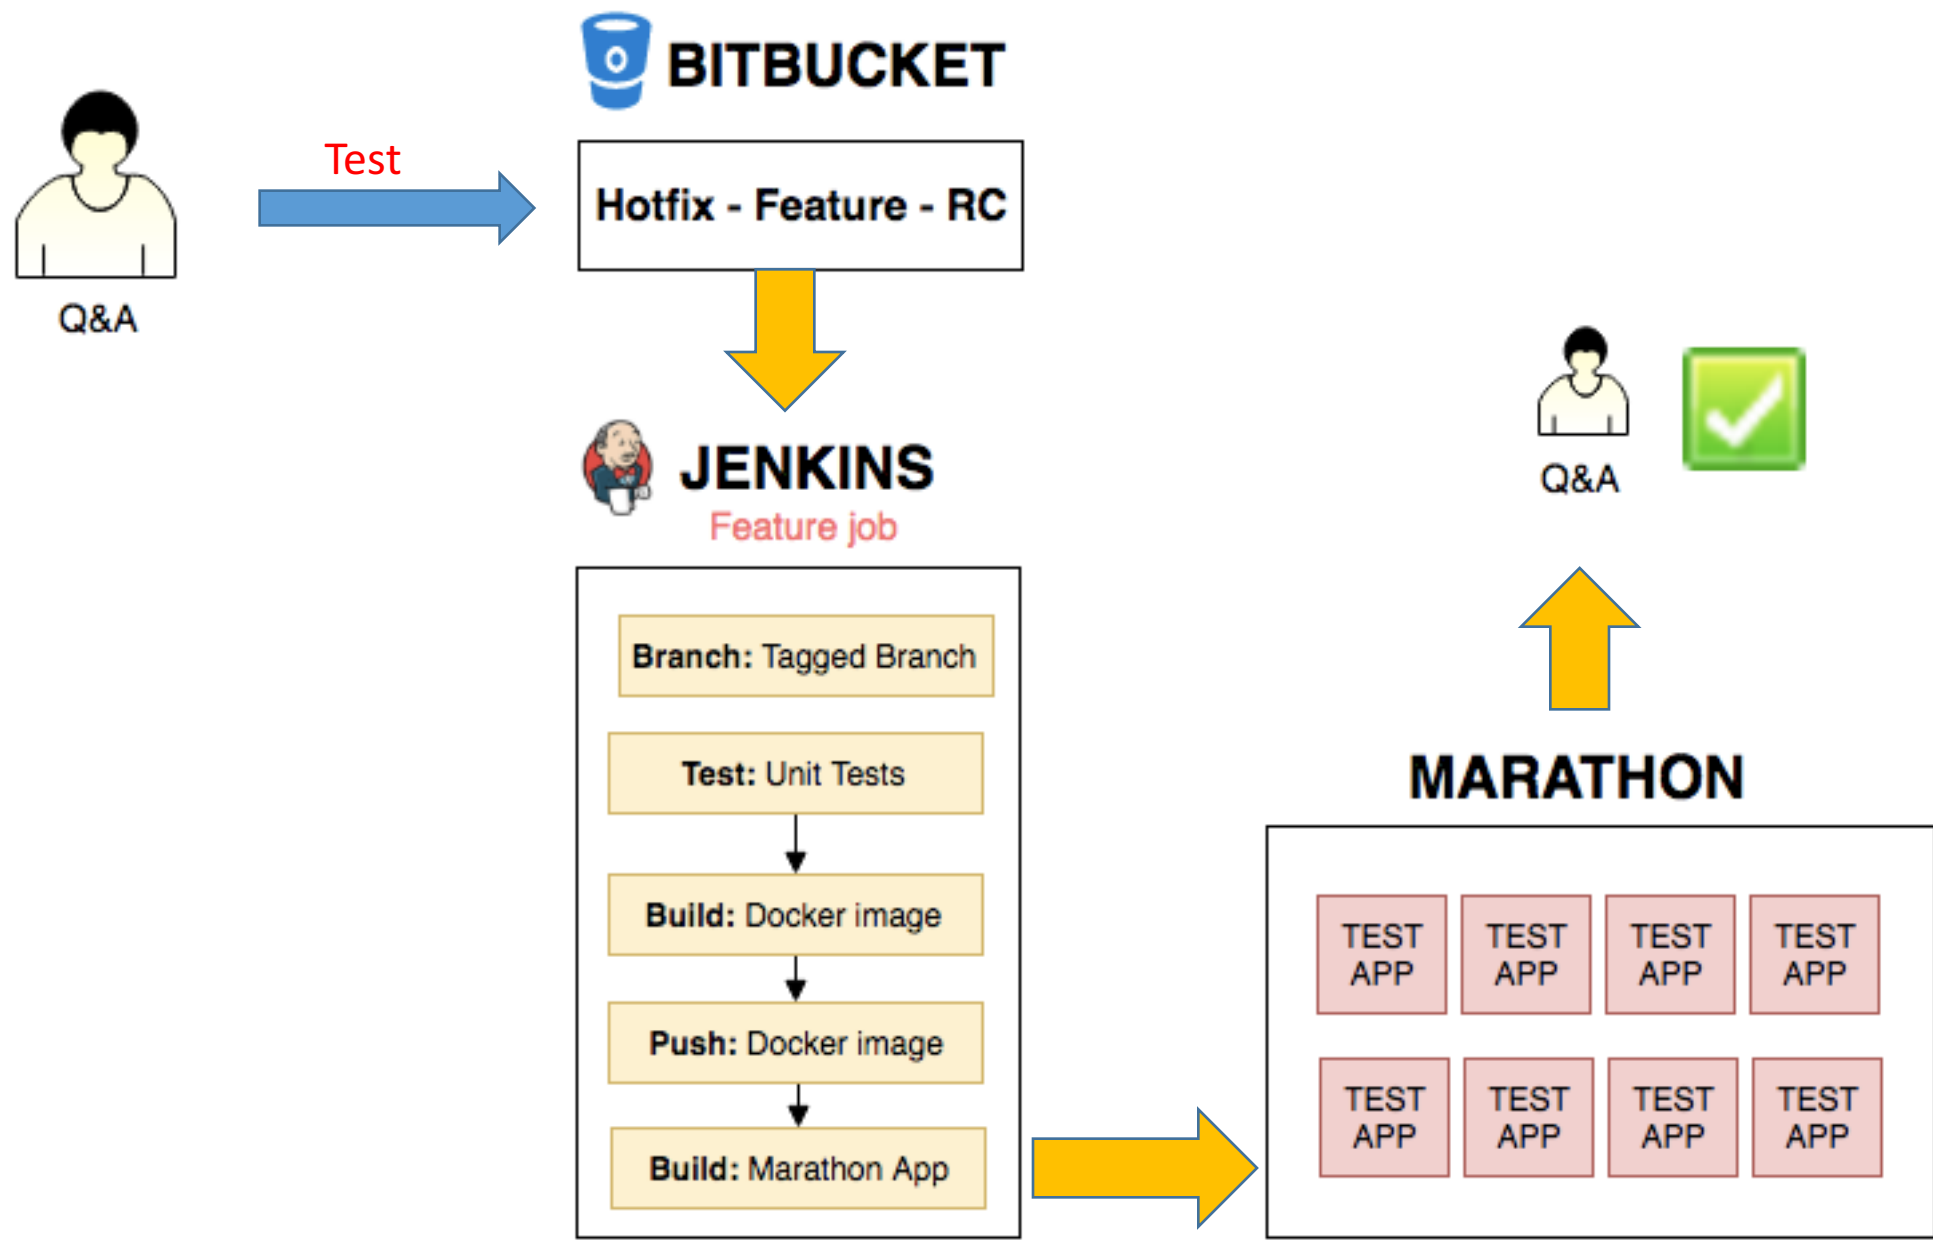 BITBUCKET
Test
Hotfix - Feature - RC
Q&A
JENKINS
Feature job
Branch: Tagged Branch
Test: Unit Tests
Build: Docker image
Push: Docker image
Build: Marathon App
Q&A
MARATHON
TEST APP
TEST APP
TEST APP
TEST APP
TEST APP
TEST APP
TEST APP
TEST APP